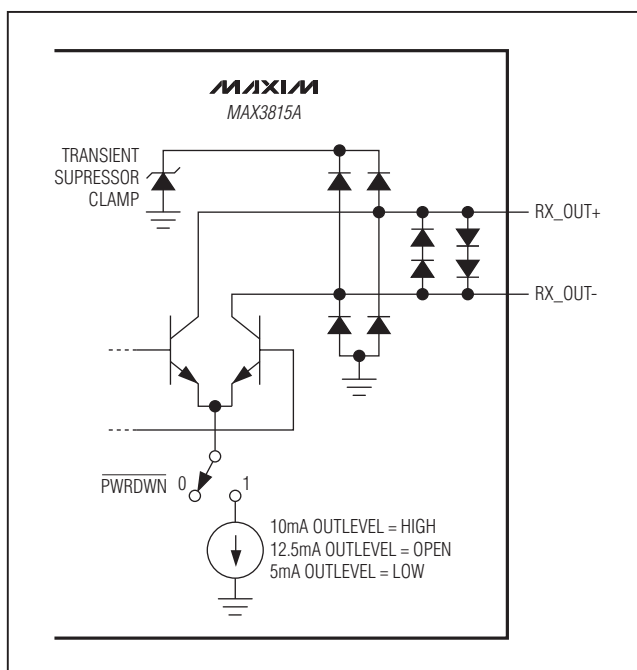 MAXIM
MAX3815A
TRANSIENT
SUPRESSOR
CLAMP
RX_OUT+
RX_OUT-
PWRDWN 0 1
10mA OUTLEVEL = HIGH
12.5mA OUTLEVEL = OPEN
5mA OUTLEVEL = LOW